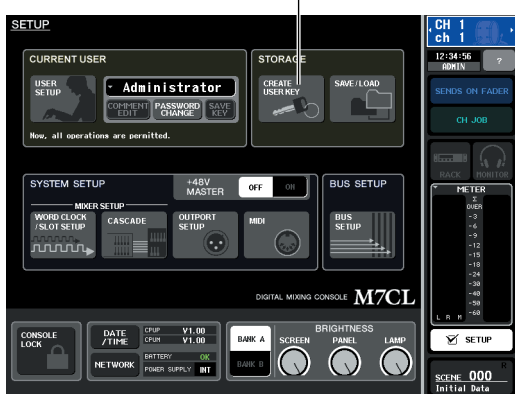 SETUP
CH 1
ch 1
12:34:56
ADMIN
?
CURRENT USER
USER
SETUP
Administrator
COMMENT
EDIT
PASSWORD
CHANGE
SAVE
KEY
Now, all operations are permitted.
STORAGE
CREATE
USER KEY
SAVE/LOAD
SENDS ON FADER
CH JOB
RACK
MONITOR
SYSTEM SETUP
+48V
MASTER
OFF
ON
MIXER SETUP
WORD CLOCK
/SLOT SETUP
CASCADE
OUTPORT
SETUP
MIDI
BUS SETUP
BUS
SETUP
METER
Σ
OVER
-3
-6
-9
-12
-15
-18
-24
-30
-40
-50
-60
L R M
DIGITAL MIXING CONSOLE M7CL
CONSOLE
LOCK
DATE
/TIME
CPUP V1.00
CPUM V1.00
NETWORK
BATTERY OK
POWER SUPPLY INT
BANK A
BANK B
BRIGHTNESS
SCREEN
PANEL
LAMP
SETUP
R
SCENE 000
Initial Data